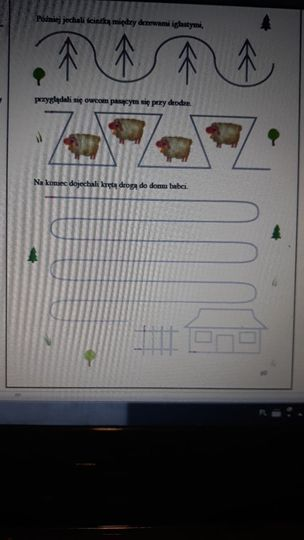 Później jechali ścieżką między drzewami iglastymi,
przyglądali się owcom pasącym się przy drodze.
Na koniec dojechali krętą drogą do domu babci.
PL